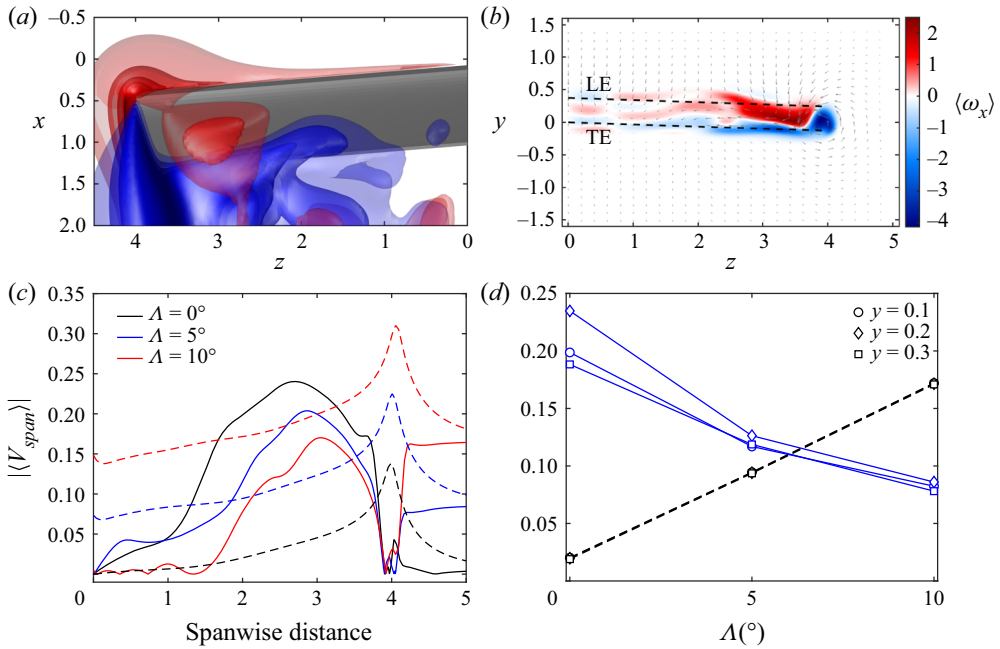 (a)
−0.5
0
0.5
x
1.0
1.5
2.0
4
3
2
1
0
z
(b)
1.5
1.0
0.5
y
0
−0.5
−1.0
−1.5
LE
TE
0
1
2
3
4
5
z
2
1
0
−1
−2
−3
−4
⟨ωx⟩
(c)
0.35
0.30
0.25
0.20
0.15
0.10
0.05
|⟨Vspan⟩|
Λ = 0°
Λ = 5°
Λ = 10°
0
1
2
3
4
5
Spanwise distance
(d)
0.25
0.20
0.15
0.10
0.05
y = 0.1
y = 0.2
y = 0.3
0
5
10
Λ(°)